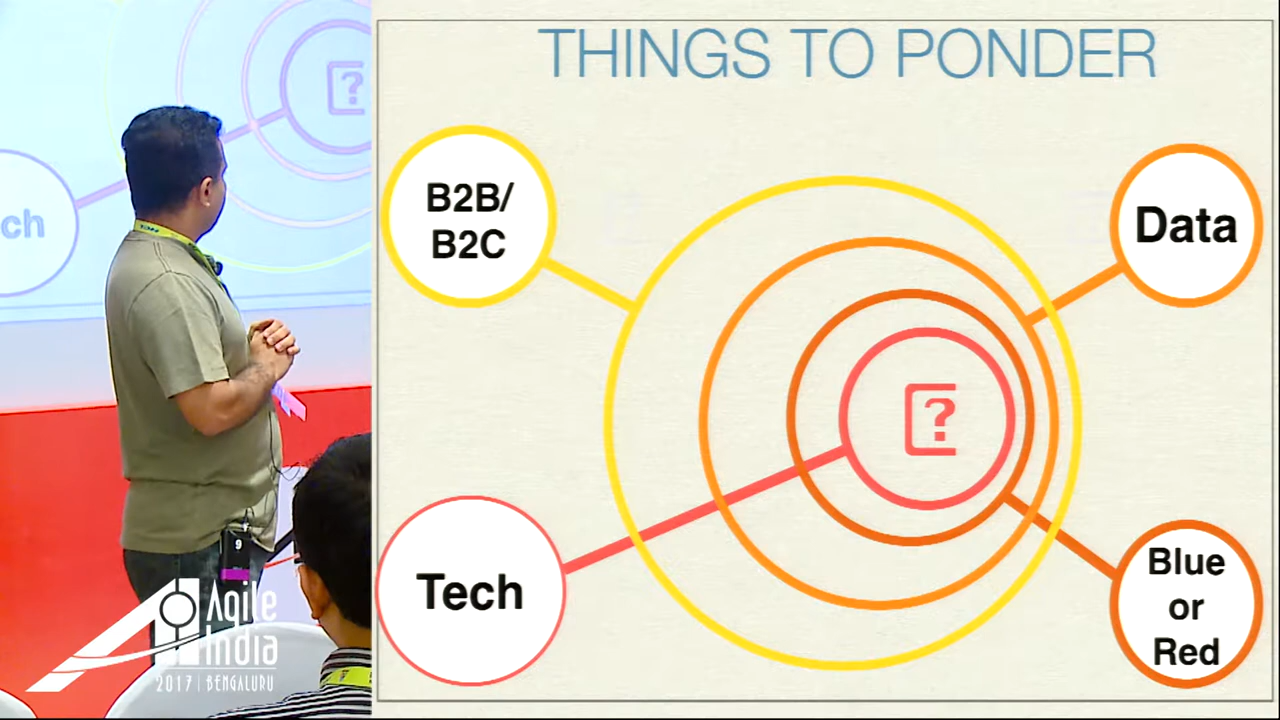 THINGS TO PONDER
B2B/
B2C
Data
?
Tech
Blue
or
Red
?
ch
9
Agile
India
2017 | BENGALURU